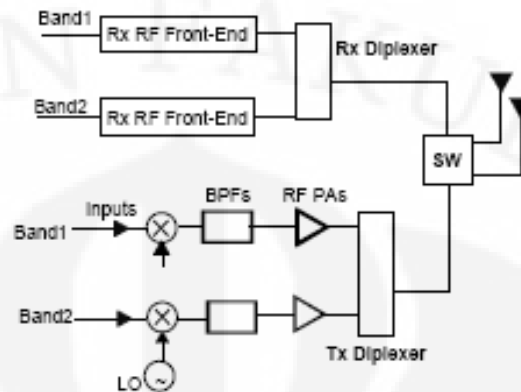 Band1
Rx RF Front-End
Rx Diplexer
Band2
Rx RF Front-End
SW
BPFs
RF PAs
Inputs
Band1
Band2
Tx Diplexer
LO
~